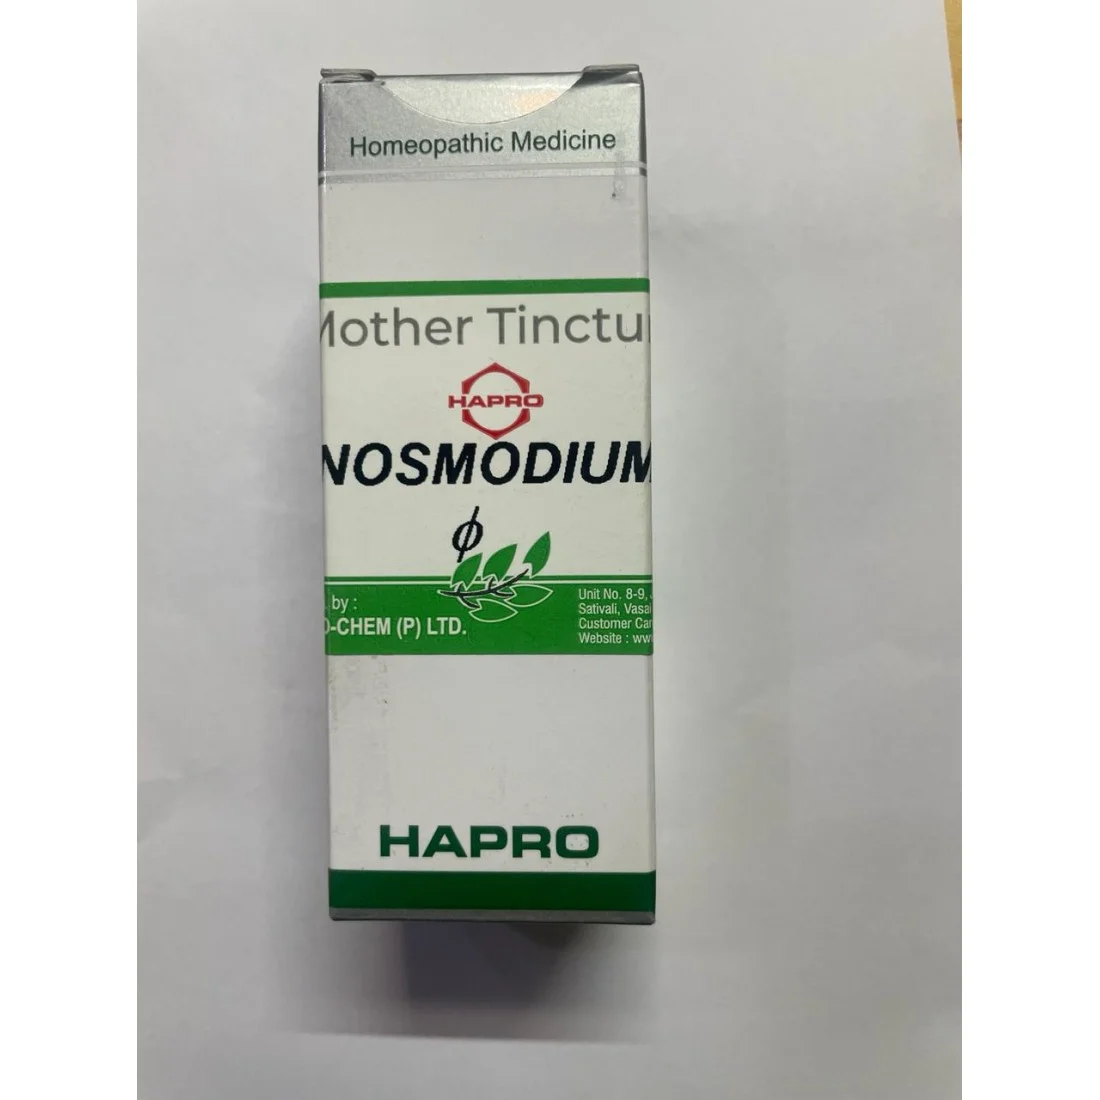 Homeopathic Medicine
Mother Tinctu
HAPRO
NOSMODIUM
ϕ
by :
O-CHEM (P) LTD.
Unit No. 8-9,
Sativali, Vasai
Customer Car
Website : www
HAPRO